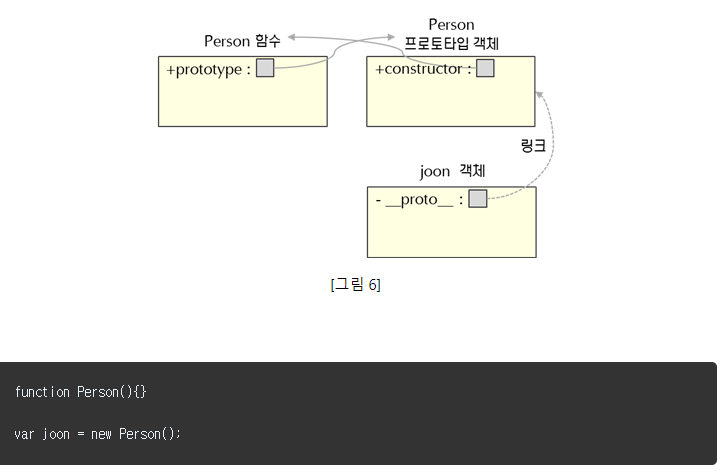 Person 함수
Person
프로토타입 객체
+prototype :
+constructor :
링크
joon 객체
- __proto__ :
[그림 6]
function Person(){}
var joon = new Person();